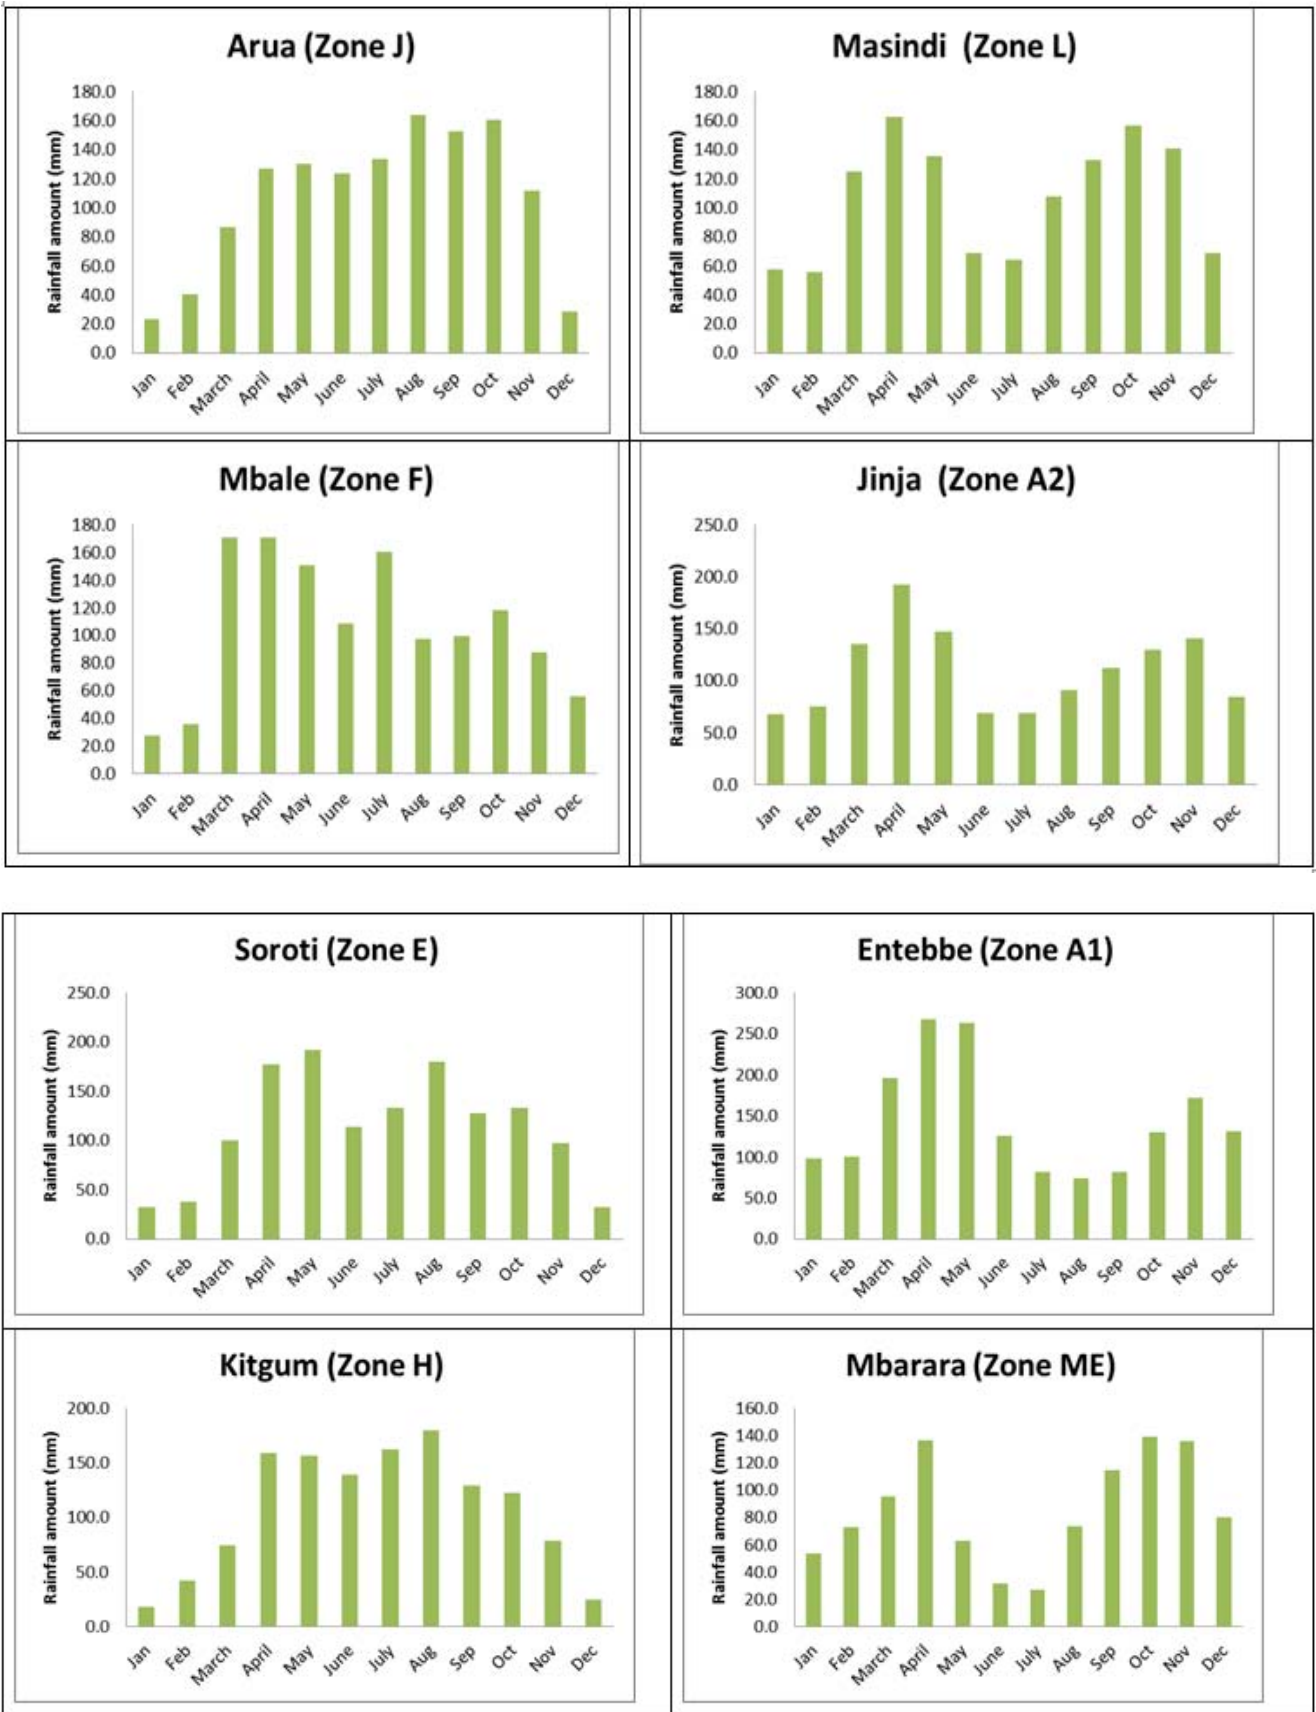 Arua (Zone J)
Rainfall amount (mm)
180.0
160.0
140.0
120.0
100.0
80.0
60.0
40.0
20.0
0.0
Jan Feb March April May June July Aug Sep Oct Nov Dec
Masindi (Zone L)
Rainfall amount (mm)
180.0
160.0
140.0
120.0
100.0
80.0
60.0
40.0
20.0
0.0
Jan Feb March April May June July Aug Sep Oct Nov Dec
Mbale (Zone F)
Rainfall amount (mm)
180.0
160.0
140.0
120.0
100.0
80.0
60.0
40.0
20.0
0.0
Jan Feb March April May June July Aug Sep Oct Nov Dec
Jinja (Zone A2)
Rainfall amount (mm)
250.0
200.0
150.0
100.0
50.0
0.0
Jan Feb March April May June July Aug Sep Oct Nov Dec
Soroti (Zone E)
Rainfall amount (mm)
250.0
200.0
150.0
100.0
50.0
0.0
Jan Feb March April May June July Aug Sep Oct Nov Dec
Entebbe (Zone A1)
Rainfall amount (mm)
300.0
250.0
200.0
150.0
100.0
50.0
0.0
Jan Feb March April May June July Aug Sep Oct Nov Dec
Kitgum (Zone H)
Rainfall amount (mm)
200.0
150.0
100.0
50.0
0.0
Jan Feb March April May June July Aug Sep Oct Nov Dec
Mbarara (Zone ME)
Rainfall amount (mm)
160.0
140.0
120.0
100.0
80.0
60.0
40.0
20.0
0.0
Jan Feb March April May June July Aug Sep Oct Nov Dec